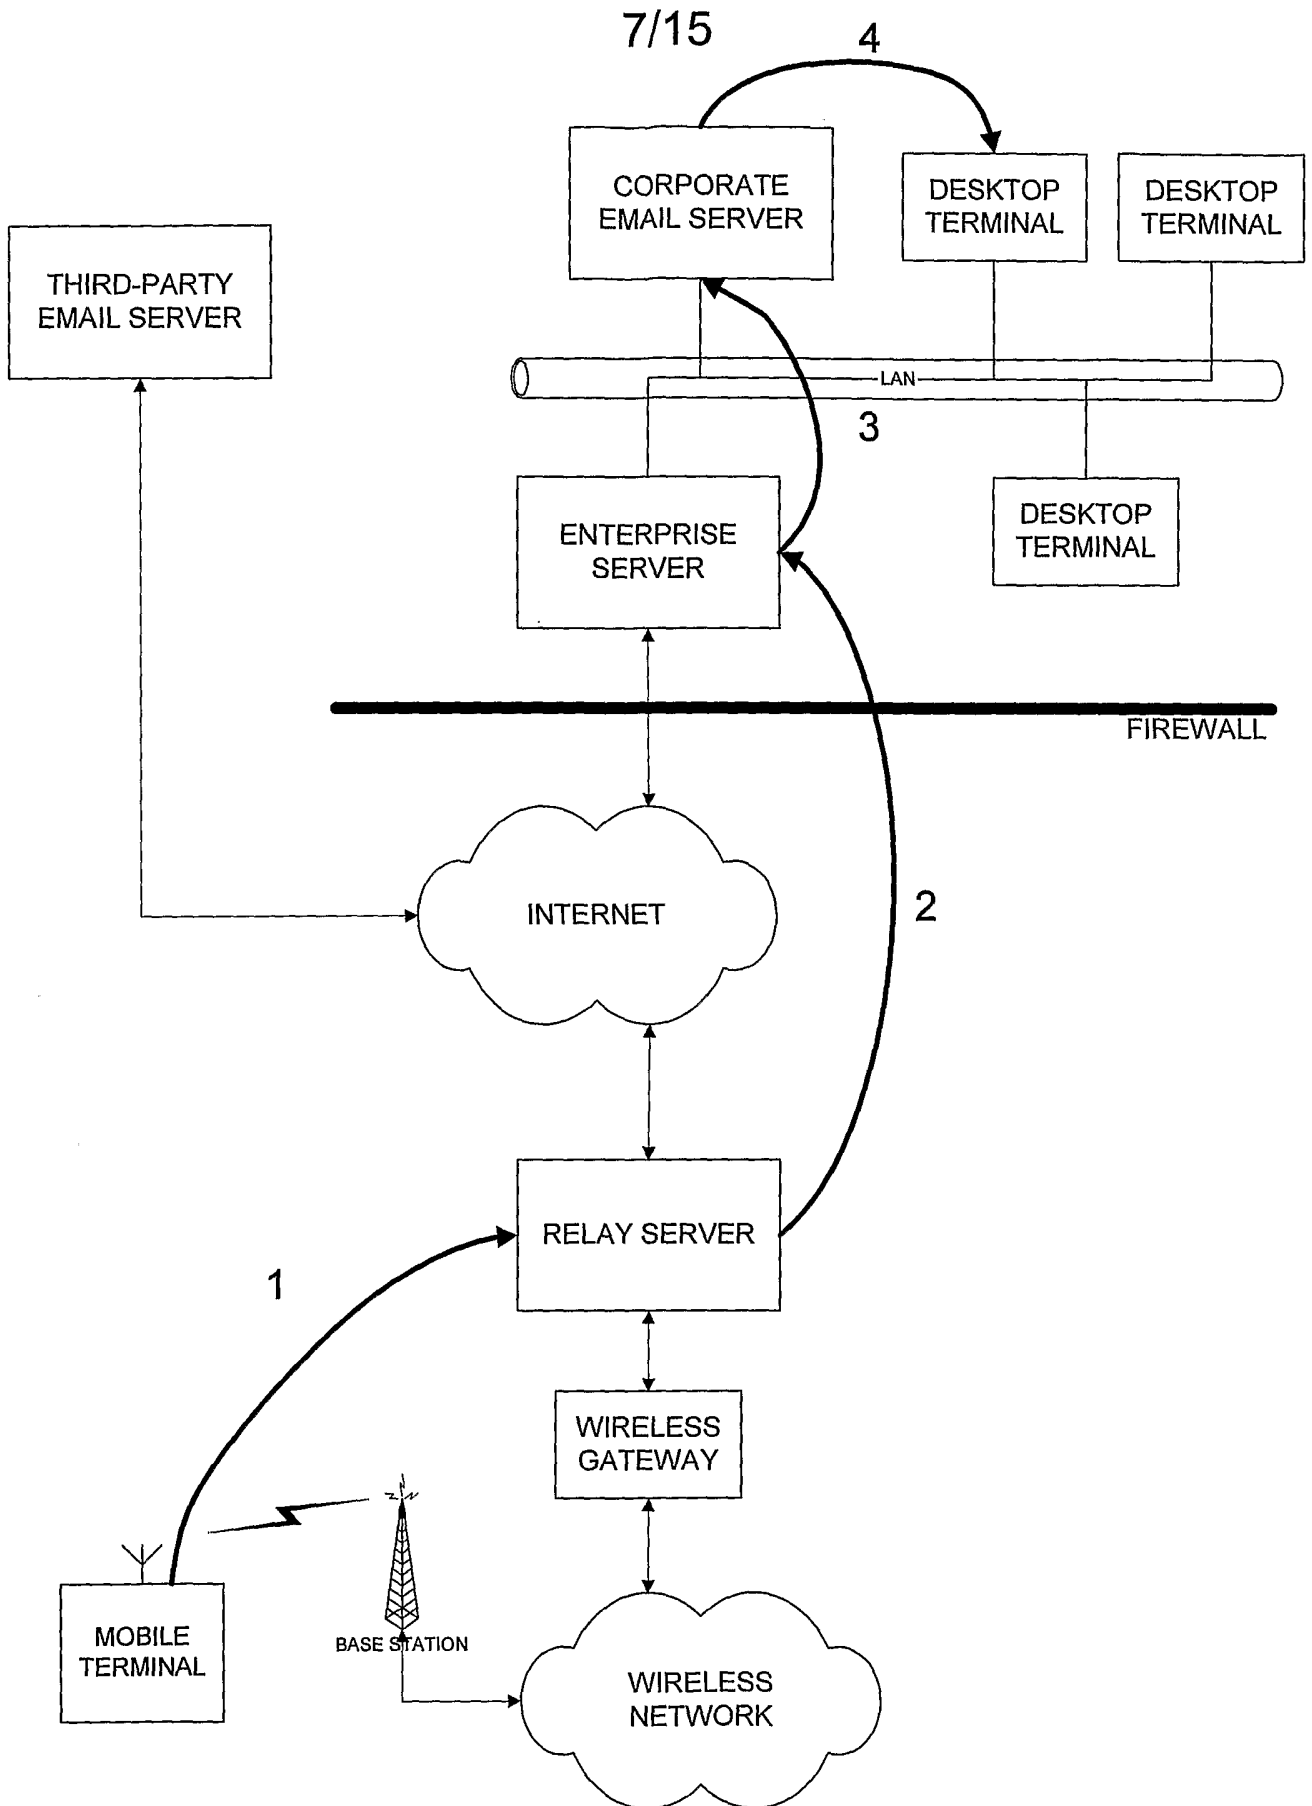 7/15
4
CORPORATE
EMAIL SERVER
DESKTOP
TERMINAL
DESKTOP
TERMINAL
THIRD-PARTY
EMAIL SERVER
LAN
3
ENTERPRISE
SERVER
DESKTOP
TERMINAL
FIREWALL
INTERNET
2
RELAY SERVER
1
WIRELESS
GATEWAY
MOBILE
TERMINAL
BASE STATION
WIRELESS
NETWORK